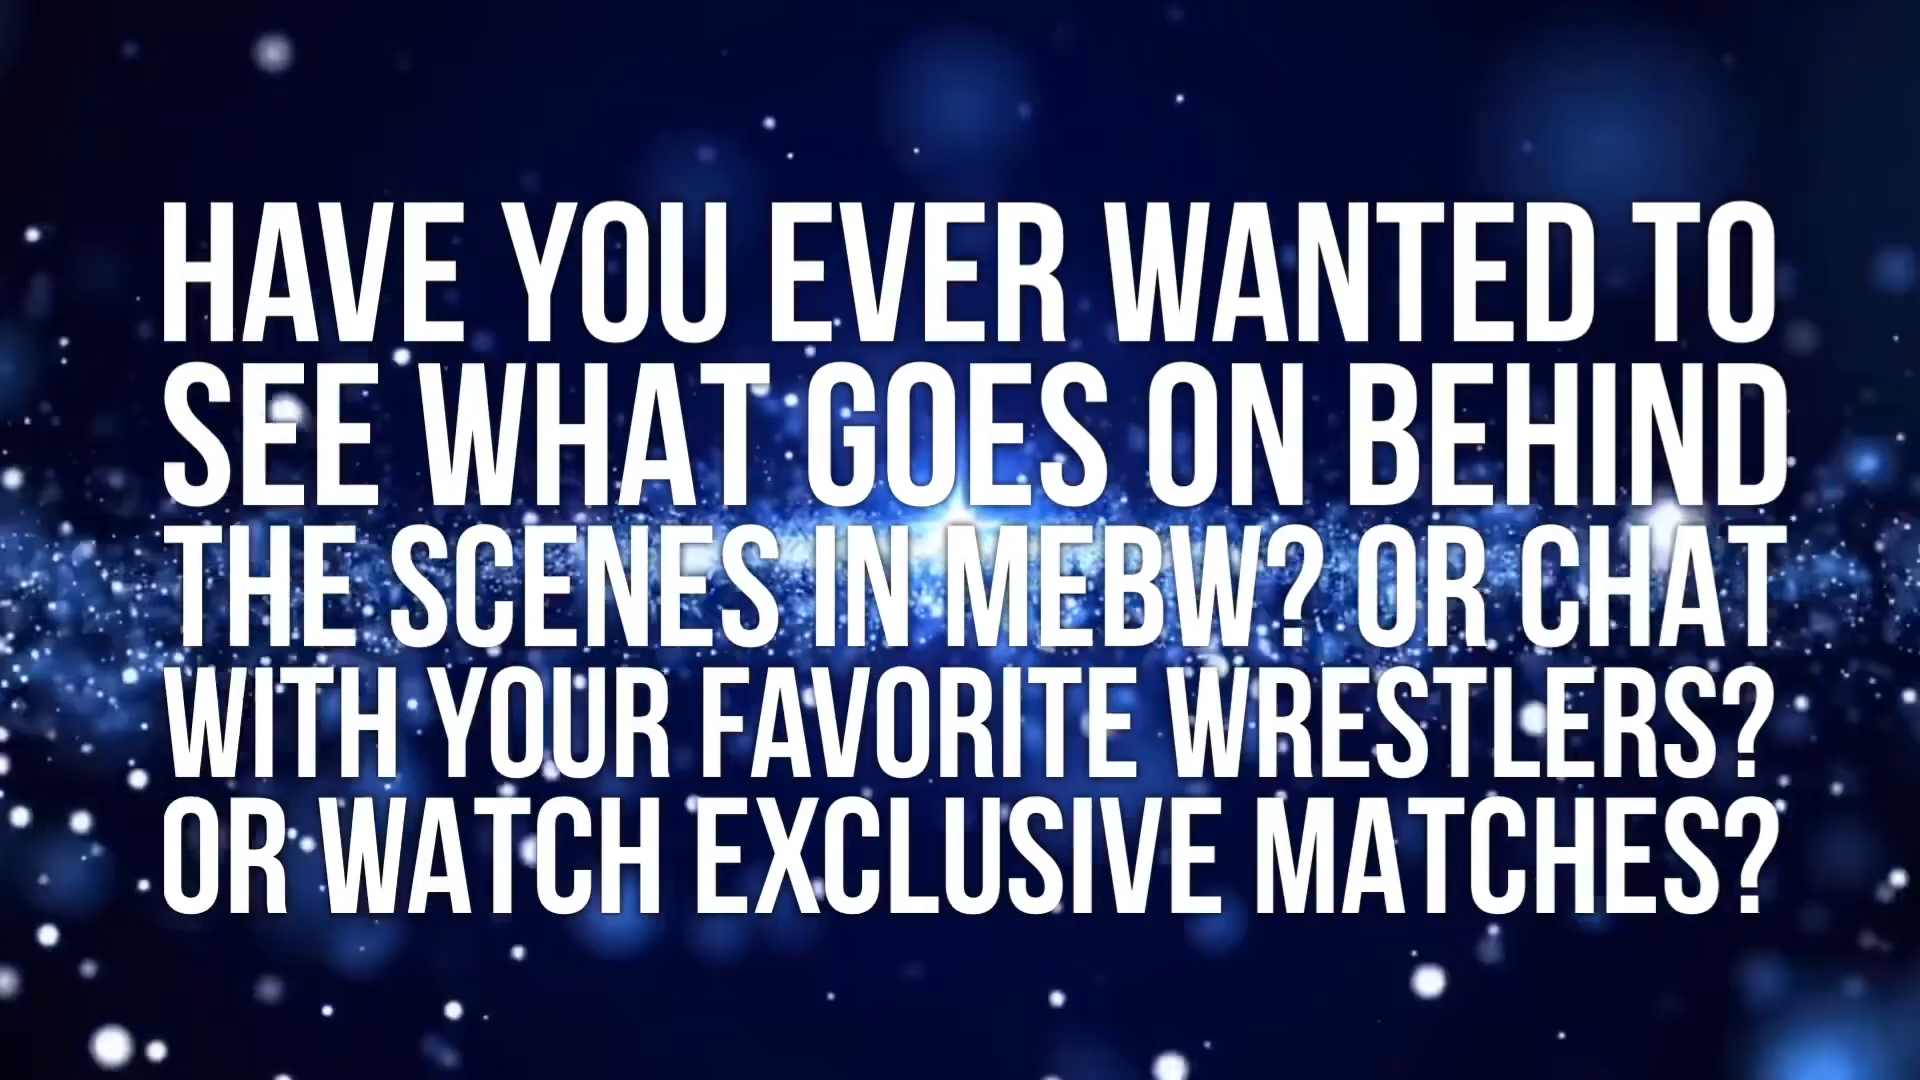 HAVE YOU EVER WANTED TO
SEE WHAT GOES ON BEHIND
THE SCENES IN MEBW? OR CHAT
WITH YOUR FAVORITE WRESTLERS?
OR WATCH EXCLUSIVE MATCHES?